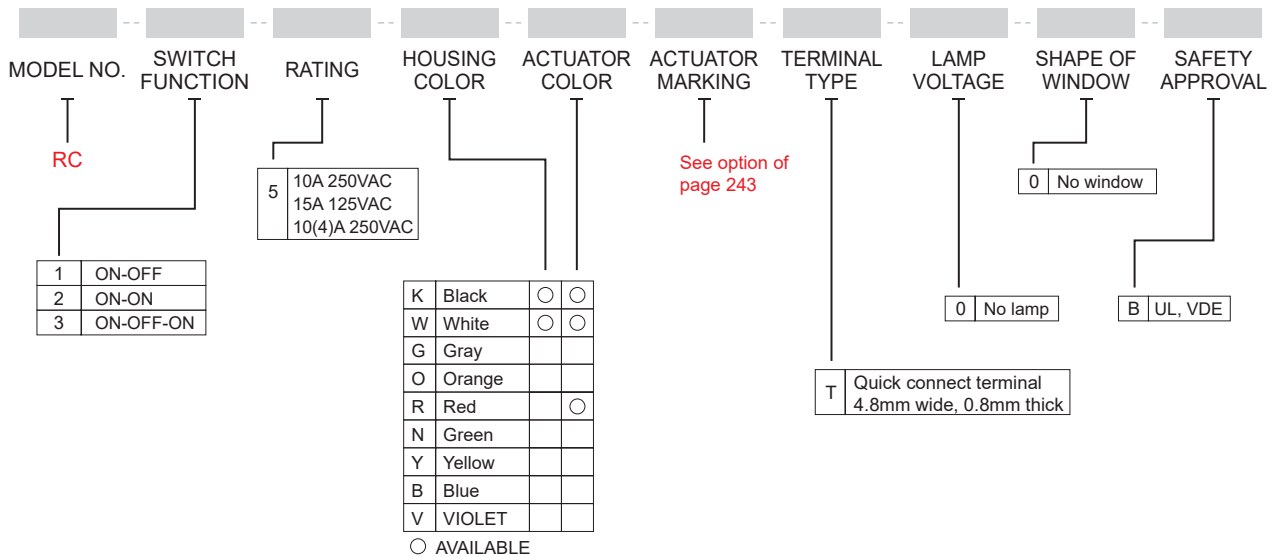 MODEL NO.
SWITCH
FUNCTION
RATING
HOUSING
COLOR
ACTUATOR
COLOR
ACTUATOR
MARKING
TERMINAL
TYPE
LAMP
VOLTAGE
SHAPE OF
WINDOW
SAFETY
APPROVAL
RC
See option of
page 243
5 10A 250VAC
15A 125VAC
10(4)A 250VAC
0 No window
1 ON-OFF
2 ON-ON
3 ON-OFF-ON
K Black
W White
G Gray
O Orange
R Red
N Green
Y Yellow
B Blue
V VIOLET
AVAILABLE
0 No lamp
B UL, VDE
T Quick connect terminal
4.8mm wide, 0.8mm thick